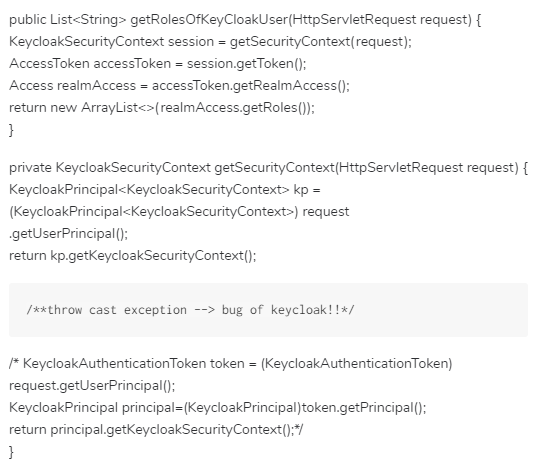 public List<String> getRolesOfKeyCloakUser(HttpServletRequest request) {
KeycloakSecurityContext session = getSecurityContext(request);
AccessToken accessToken = session.getToken();
Access realmAccess = accessToken.getRealmAccess();
return new ArrayList<>(realmAccess.getRoles());
}
private KeycloakSecurityContext getSecurityContext(HttpServletRequest request) {
KeycloakPrincipal<KeycloakSecurityContext> kp =
(KeycloakPrincipal<KeycloakSecurityContext>) request
.getUserPrincipal();
return kp.getKeycloakSecurityContext();
/**throw cast exception --> bug of keycloak!!*/
/* KeycloakAuthenticationToken token = (KeycloakAuthenticationToken)
request.getUserPrincipal();
KeycloakPrincipal principal=(KeycloakPrincipal)token.getPrincipal();
return principal.getKeycloakSecurityContext();*/
}